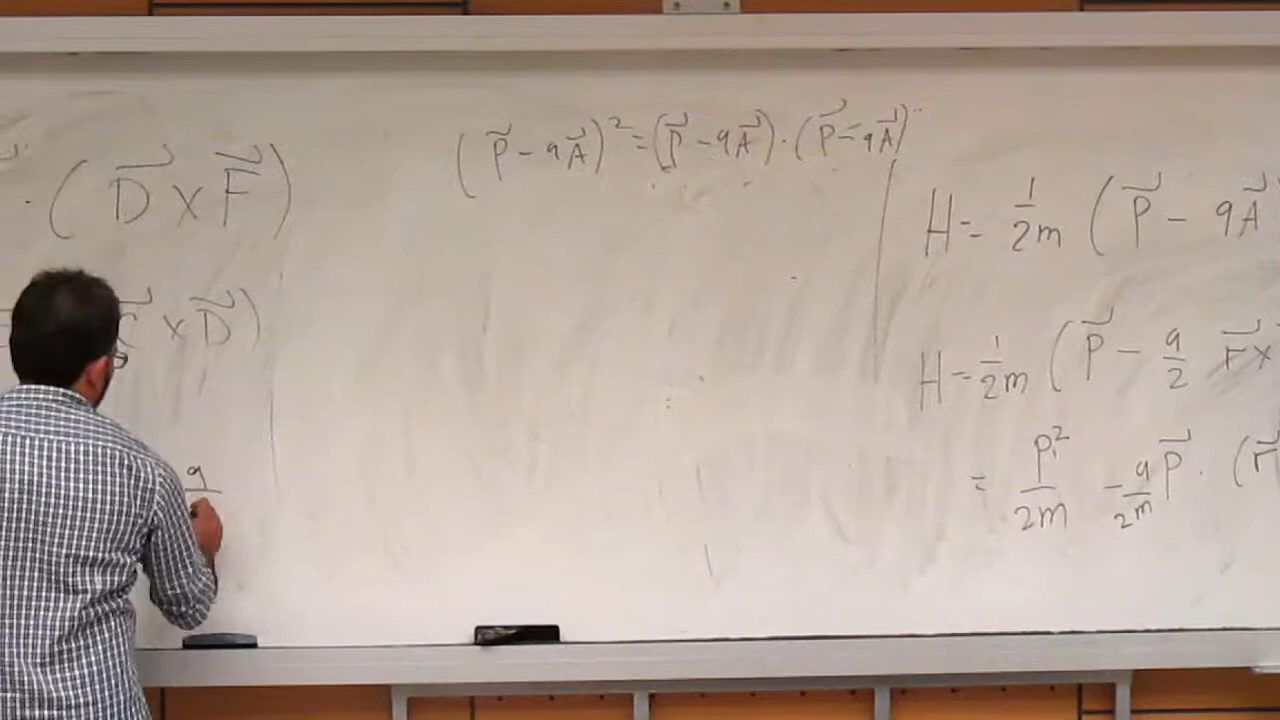 · (D⃗ × F⃗)
× D⃗)
q
(P⃗ - qA⃗)² = (P⃗ - qA⃗) · (P⃗ - qA⃗)
H = 1/2m (P⃗ - qA⃗
H = 1/2m (P⃗ - q/2 r⃗ ×
= P²/2m - q/2m P⃗ · (r⃗